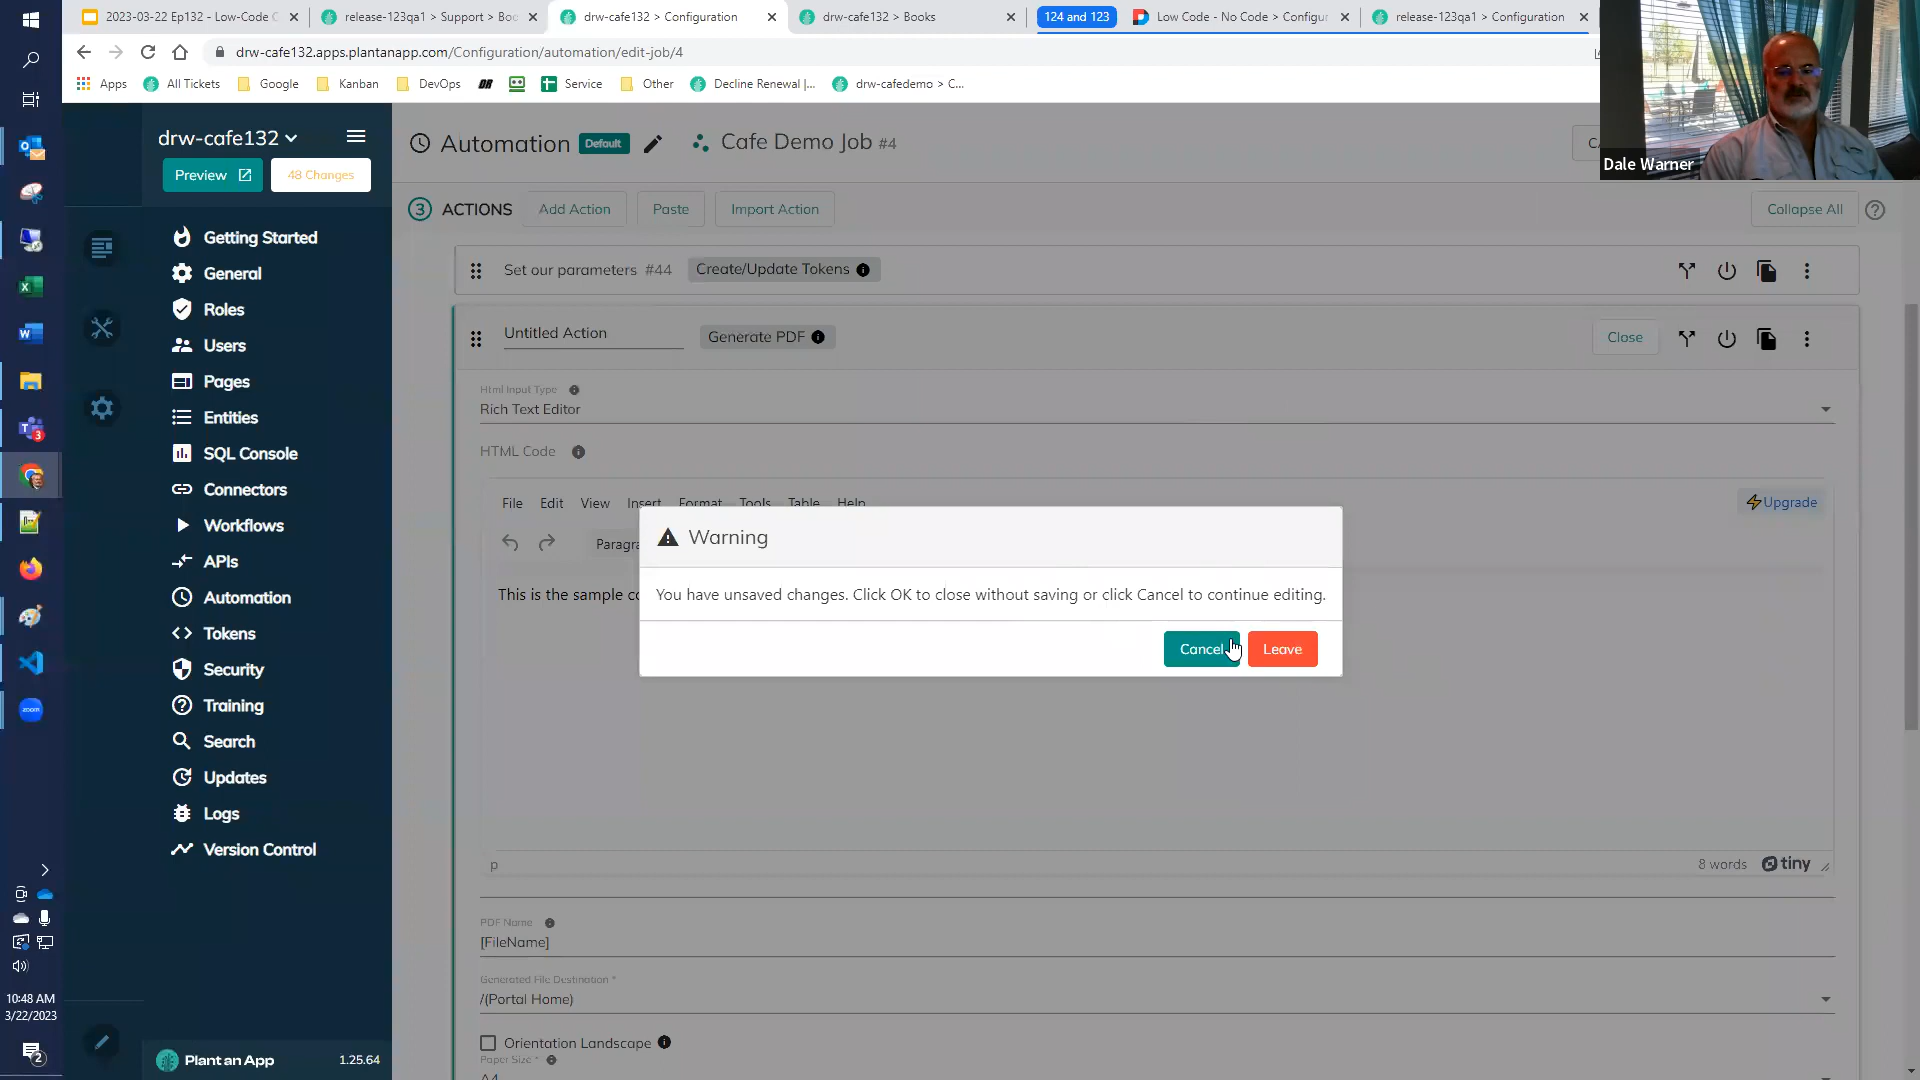 2023-03-22 Ep132 - Low-Code C
release-123qa1 > Support > Bo
drw-cafe132 > Configuration
drw-cafe132 > Books
124 and 123
Low Code - No Code > Configur
release-123qa1 > Configuration
drw-cafe132.apps.plantanapp.com/Configuration/automation/edit-job/4
Apps
All Tickets
Google
Kanban
DevOps
Service
Other
Decline Renewal |...
drw-cafedemo > C...
Dale Warner
drw-cafe132
Preview
48 Changes
Getting Started
General
Roles
Users
Pages
Entities
SQL Console
Connectors
Workflows
APIs
Automation
Tokens
Security
Training
Search
Updates
Logs
Version Control
Plant an App
1.25.64
Automation
Default
Cafe Demo Job #4
3 ACTIONS
Add Action
Paste
Import Action
Collapse All
Set our parameters #44
Create/Update Tokens
Untitled Action
Generate PDF
Close
Html Input Type
Rich Text Editor
HTML Code
File Edit View Insert Format Tools Table Help
Upgrade
Paragra
This is the sample co
Warning
You have unsaved changes. Click OK to close without saving or click Cancel to continue editing.
Cancel
Leave
p
8 words
tiny
PDF Name
[FileName]
Generated File Destination *
/(Portal Home)
Orientation Landscape
Paper Size *
A4
3
zoom
10:48 AM
3/22/2023
2